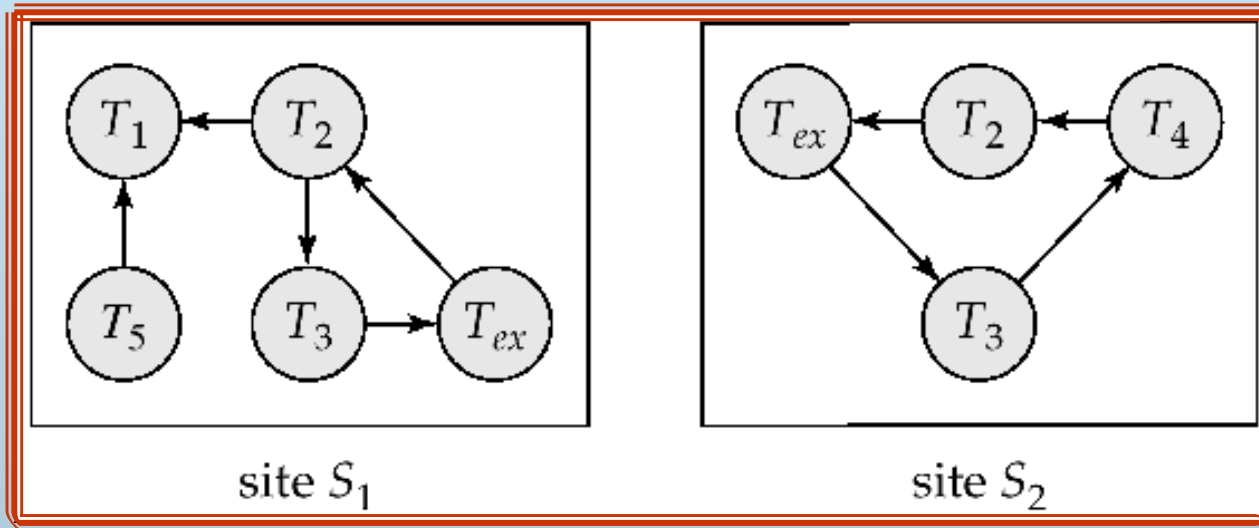 T₁ T₂ Tₑₓ T₂ T₄
T₅ T₃ Tₑₓ T₃
site S₁ site S₂